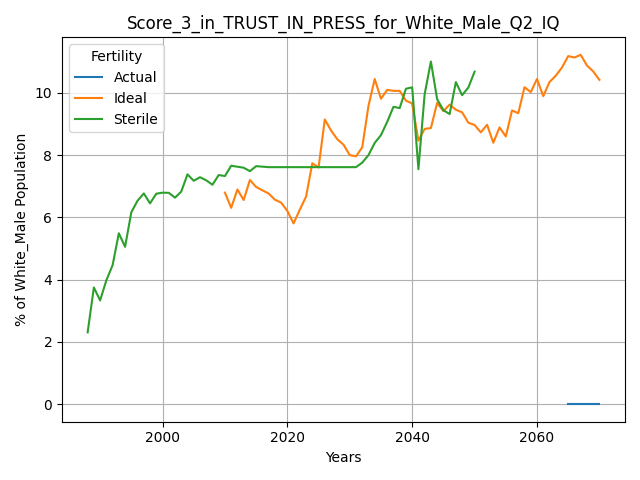 Score_3_in_TRUST_IN_PRESS_for_White_Male_Q2_IQ
Fertility
Actual
Ideal
Sterile
% of White_Male Population
10
8
6
4
2
0
2000
2020
2040
2060
Years